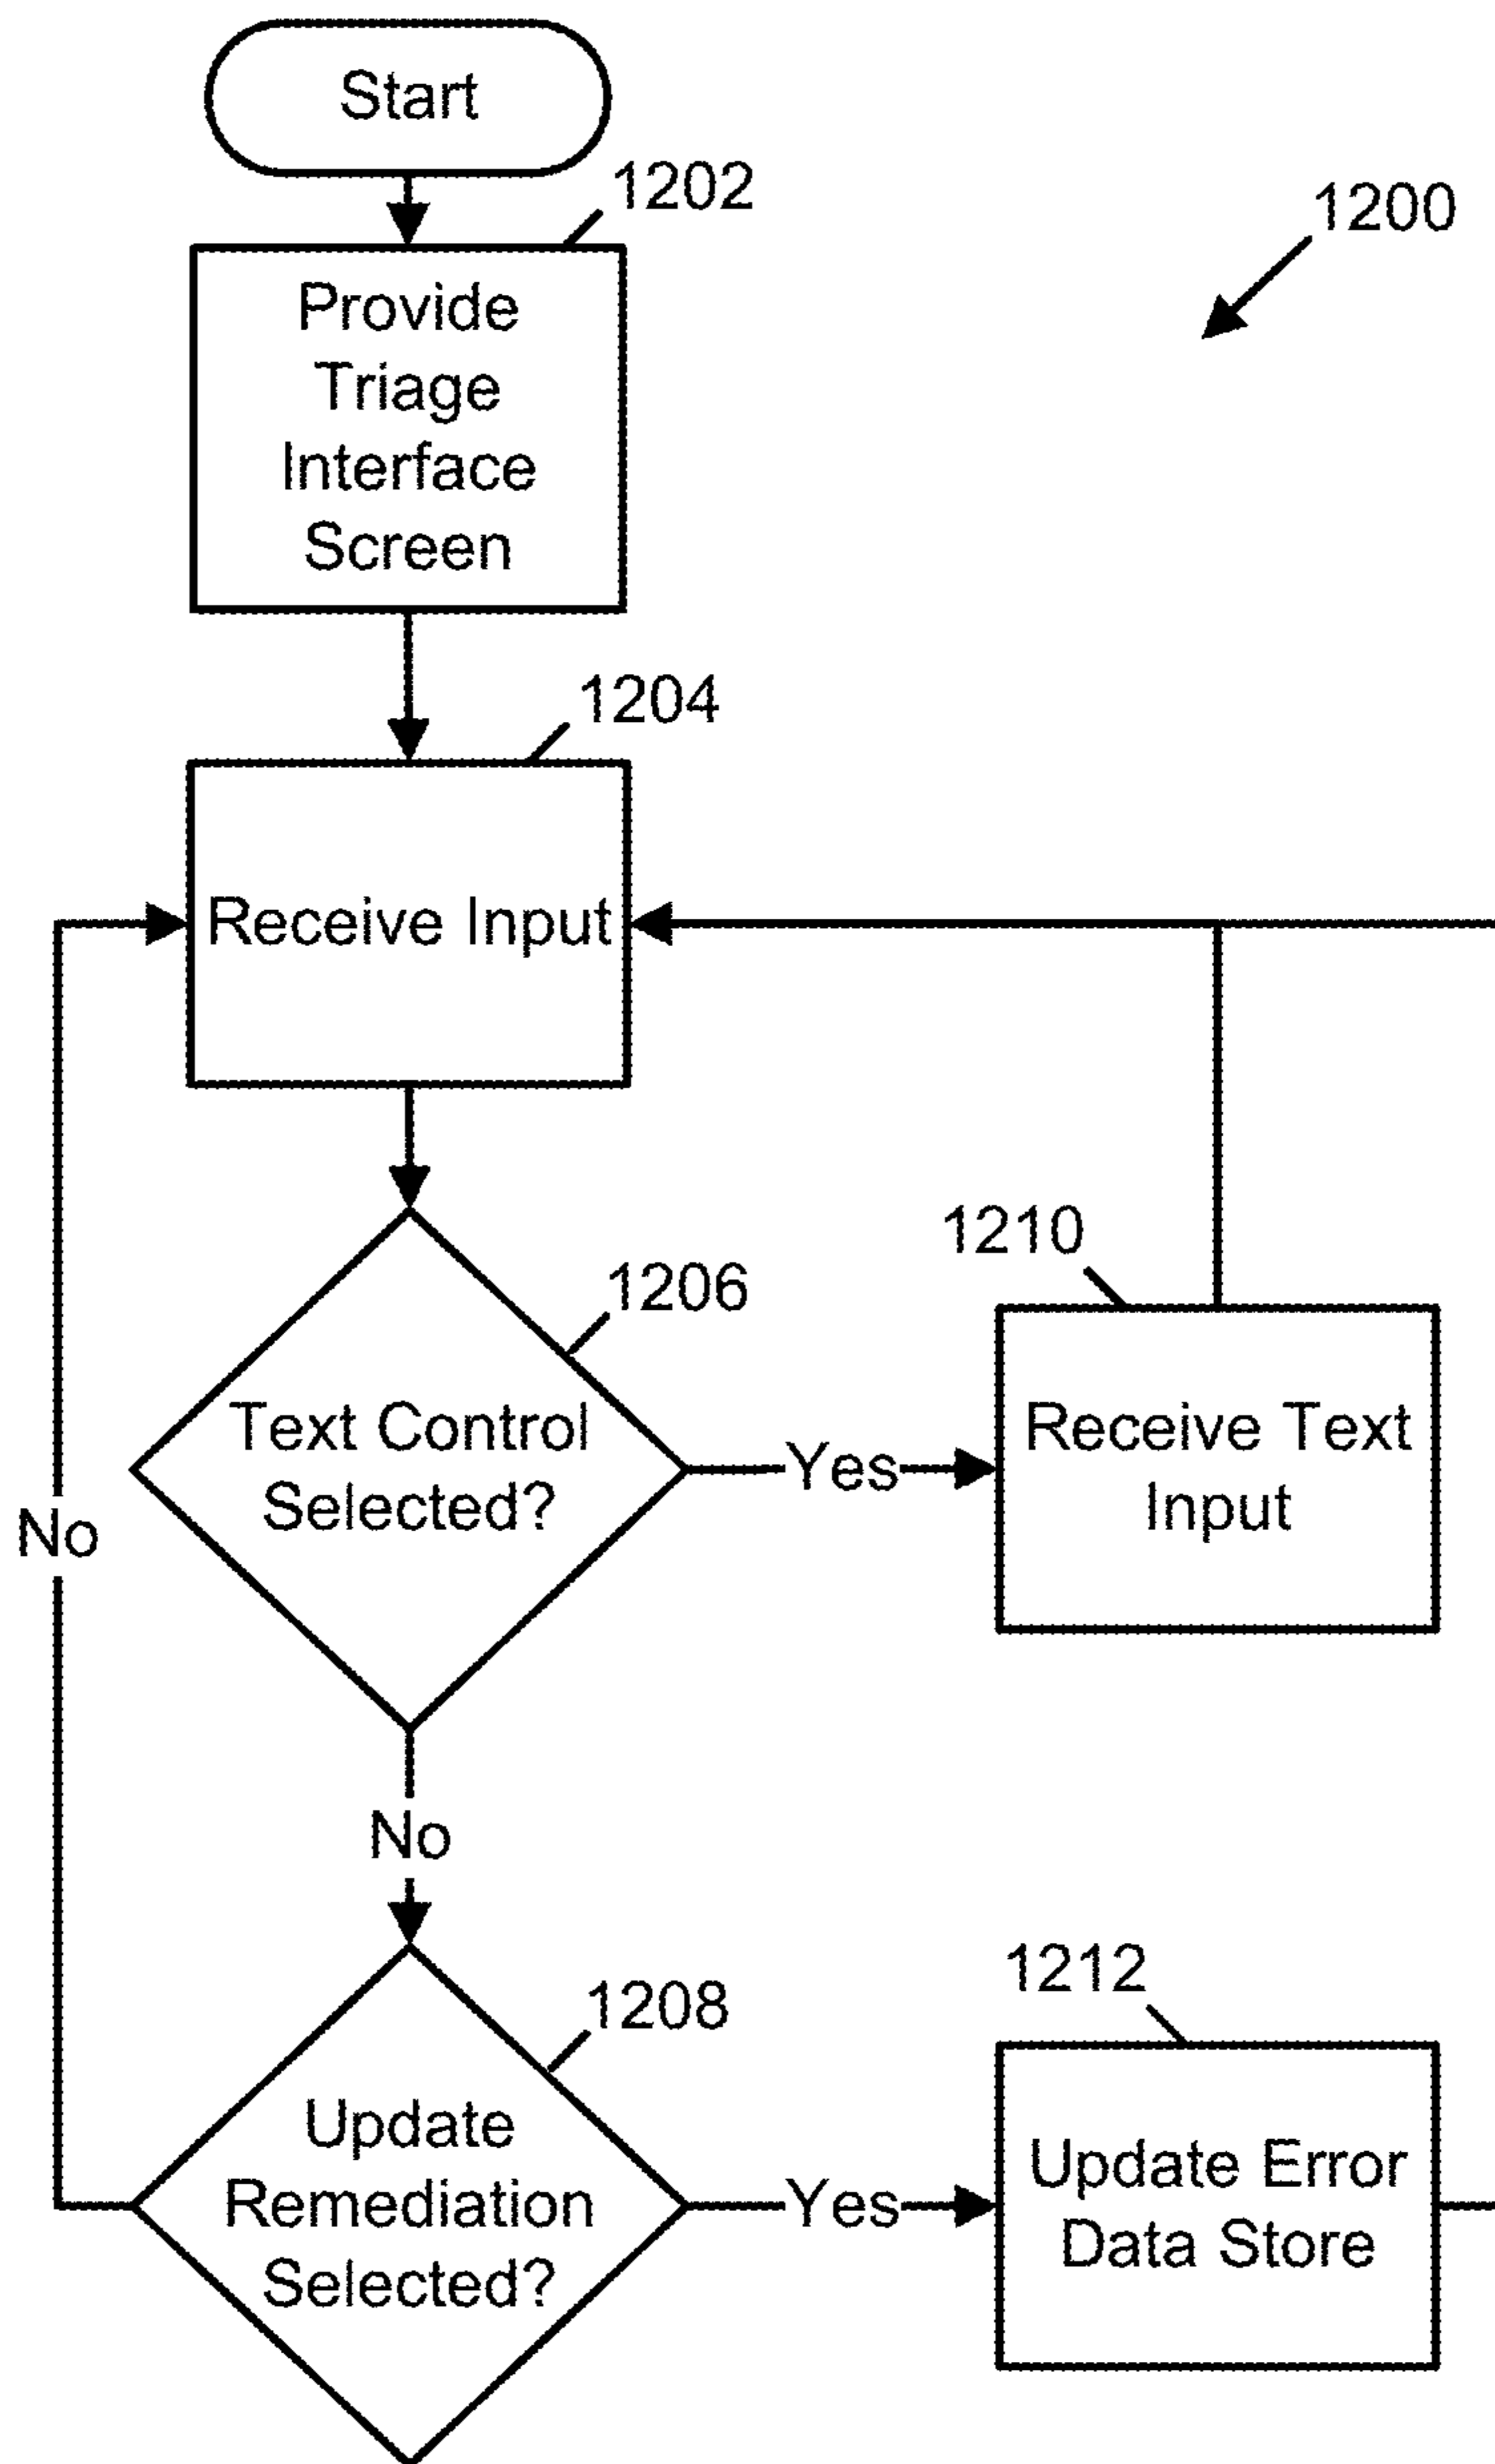 Start
1202
1200
Provide
Triage
Interface
Screen
1204
Receive Input
1206
Text Control
Selected?
Yes
1210
Receive Text
Input
No
No
1208
Update
Remediation
Selected?
Yes
1212
Update Error
Data Store